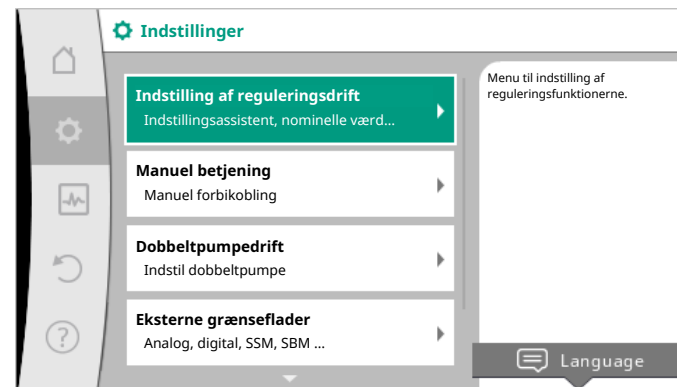 Indstillinger
Indstilling af reguleringsdrift
Indstillingsassistent, nominelle værd...
Manuel betjening
Manuel forbikobling
Dobbeltpumpedrift
Indstil dobbeltpumpe
Eksterne grænseflader
Analog, digital, SSM, SBM ...
Menu til indstilling af
reguleringsfunktionerne.
Language